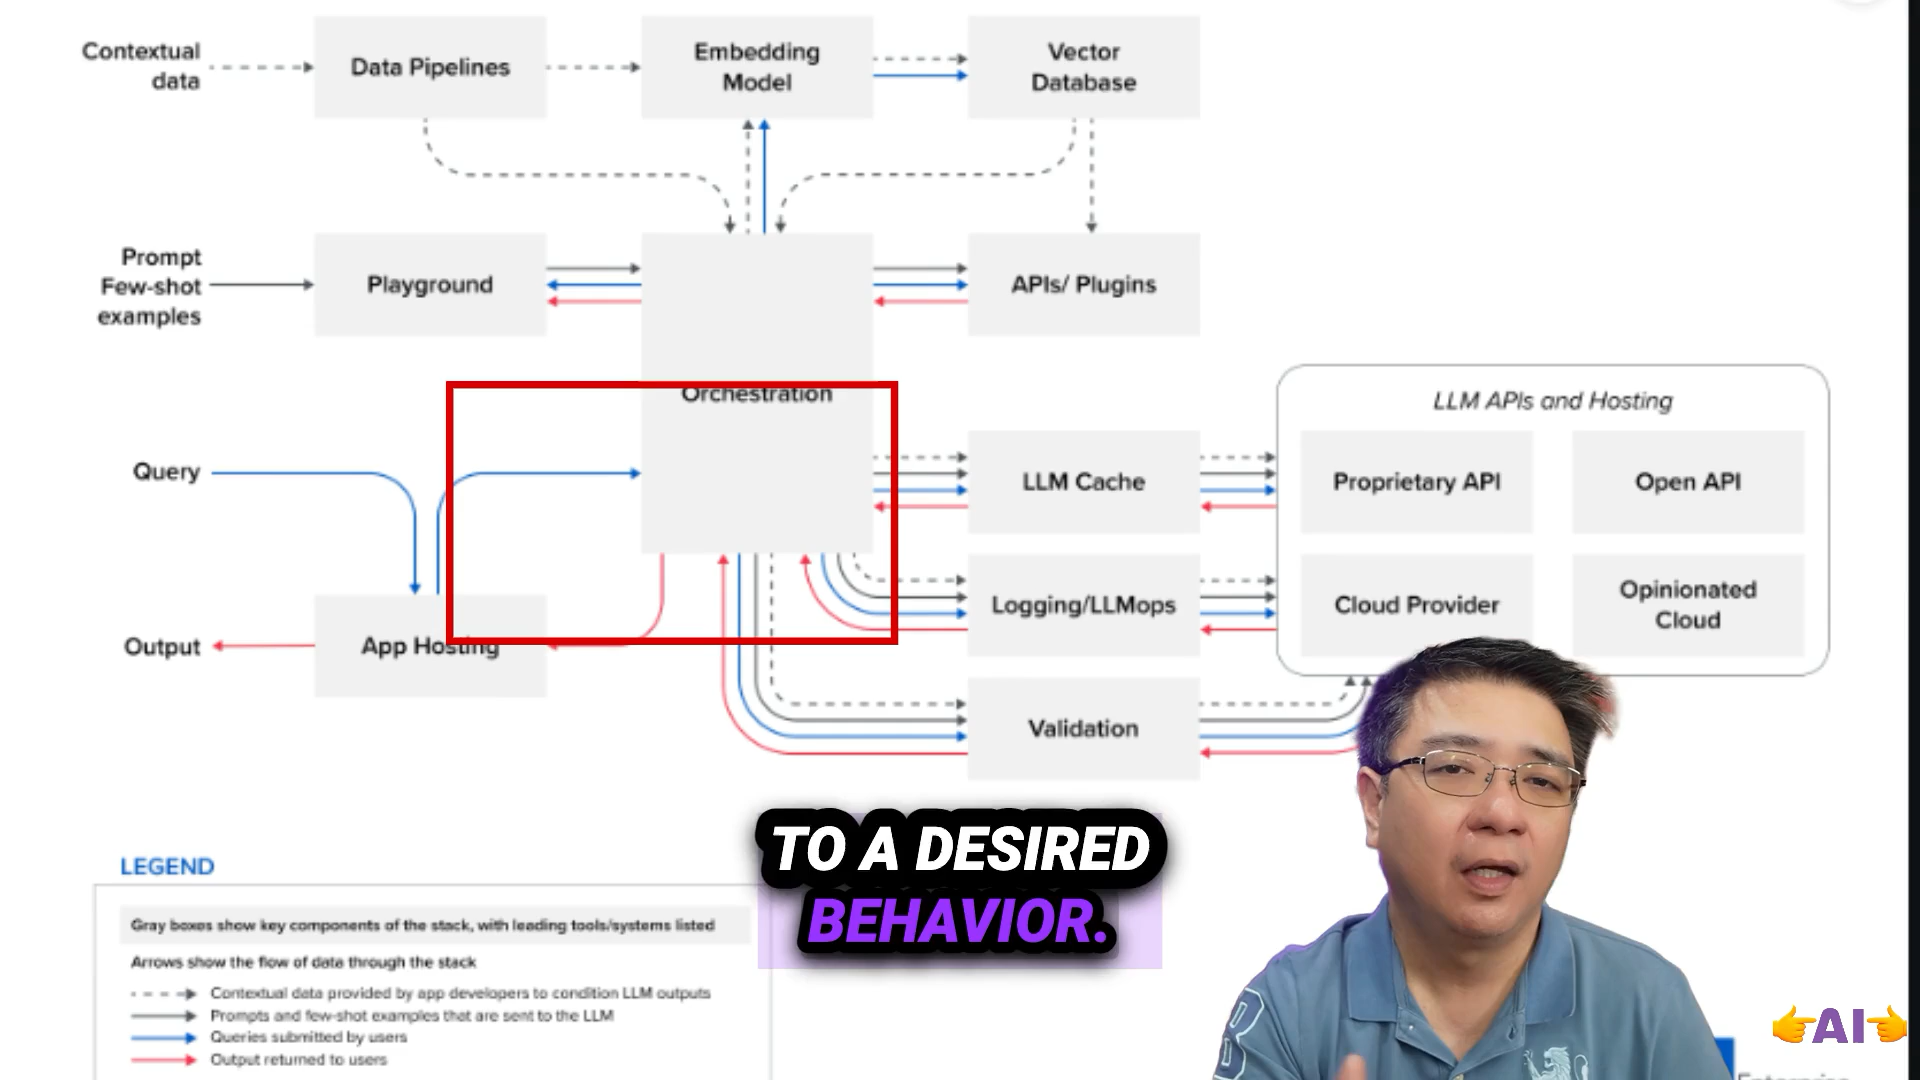 Contextual
data
Data Pipelines
Embedding
Model
Vector
Database
Prompt
Few-shot
examples
Playground
APIs/ Plugins
Orchestration
LLM APIs and Hosting
Query
LLM Cache
Proprietary API
Open API
Logging/LLMops
Cloud Provider
Opinionated
Cloud
Output
App Hosting
Validation
TO A DESIRED
BEHAVIOR.
LEGEND
Gray boxes show key components of the stack, with leading tools/systems listed
Arrows show the flow of data through the stack
Contextual data provided by app developers to condition LLM outputs
Prompts and few-shot examples that are sent to the LLM
Queries submitted by users
Output returned to users
B
AI